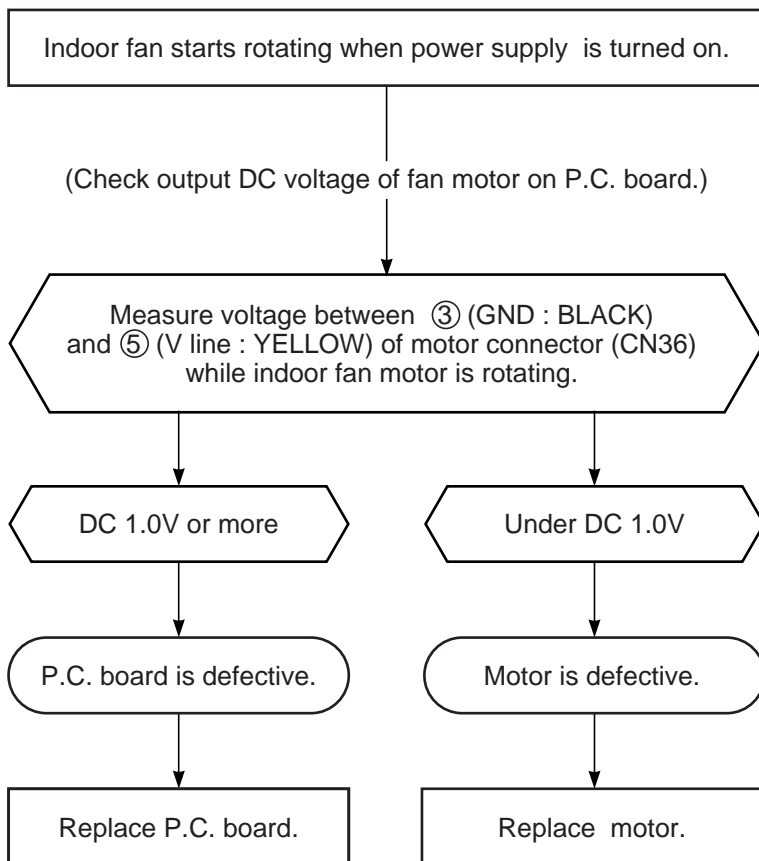 Indoor fan starts rotating when power supply is turned on.
(Check output DC voltage of fan motor on P.C. board.)
Measure voltage between ③ (GND : BLACK)
and ⑤ (V line : YELLOW) of motor connector (CN36)
while indoor fan motor is rotating.
DC 1.0V or more
Under DC 1.0V
P.C. board is defective.
Motor is defective.
Replace P.C. board.
Replace motor.